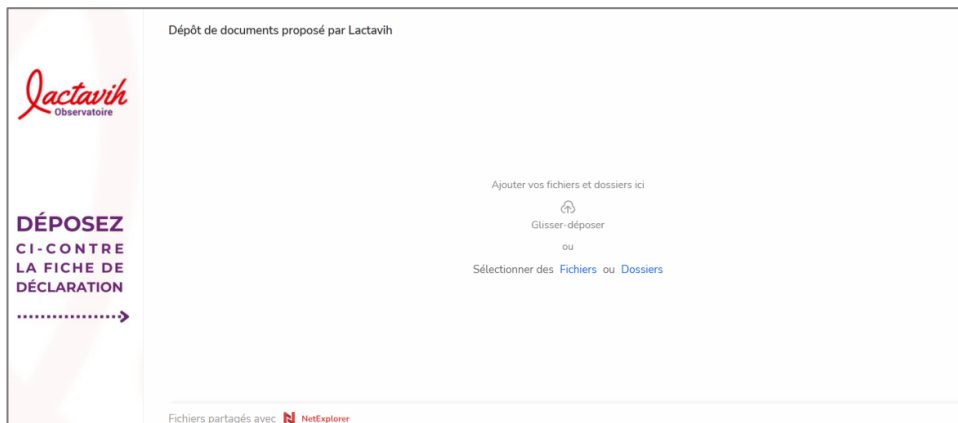 Dépôt de documents proposé par Lactavih
lactavih
Observatoire
DÉPOSEZ
CI-CONTRE
LA FICHE DE
DÉCLARATION
Ajouter vos fichiers et dossiers ici
Glisser-déposer
ou
Sélectionner des Fichiers ou Dossiers
Fichiers partagés avec NetExplorer